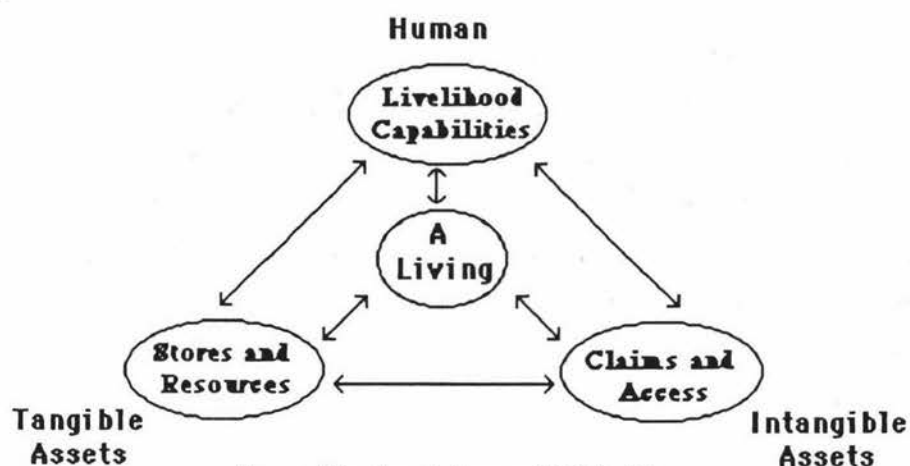 Human
Livelihood
Capabilities
A
Living
Stores and
Resources
Claims and
Access
Tangible
Assets
Intangible
Assets